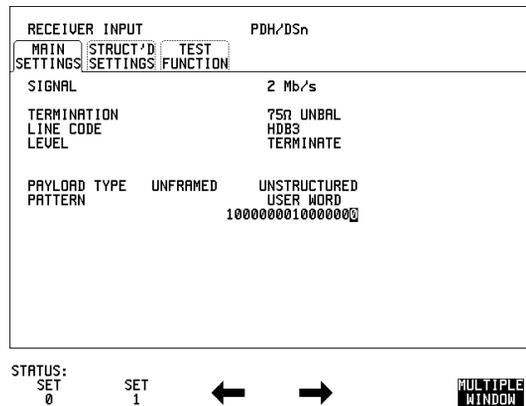 RECEIVER INPUT PDH/DSn
MAIN SETTINGS STRUCT'D SETTINGS TEST FUNCTION
SIGNAL 2 Mb/s
TERMINATION 75Ω UNBAL
LINE CODE HDB3
LEVEL TERMINATE
PAYLOAD TYPE UNFRAMED UNSTRUCTURED
PATTERN USER WORD
1000000010000000
STATUS:
SET 0 SET 1 MULTIPLE WINDOW